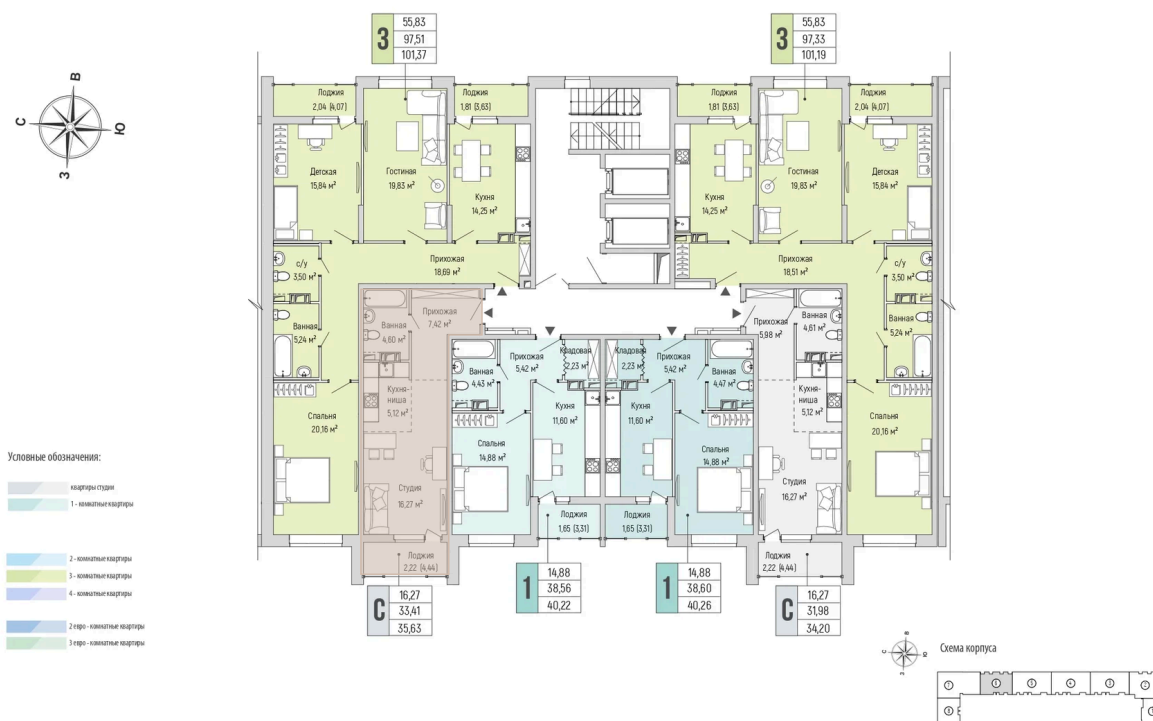 3
55,83
97,51
101,37
3
55,83
97,33
101,19
В
С
Ю
З
Лоджия
2,04 (4,07)
Лоджия
1,81 (3,63)
Лоджия
1,81 (3,63)
Лоджия
2,04 (4,07)
Детская
15,84 м²
Гостиная
19,83 м²
Кухня
14,25 м²
Кухня
14,25 м²
Гостиная
19,83 м²
Детская
15,84 м²
с/у
3,50 м²
Прихожая
18,69 м²
Прихожая
18,51 м²
с/у
3,50 м²
Ванная
5,24 м²
Ванная
4,60 м²
Прихожая
7,42 м²
Прихожая
5,98 м²
Ванная
4,61 м²
Ванная
5,24 м²
Ванная
4,43 м²
Прихожая
5,42 м²
Кладовая
2,23 м²
Кладовая
2,23 м²
Прихожая
5,42 м²
Ванная
4,47 м²
Кухня-
ниша
5,12 м²
Кухня-
ниша
5,12 м²
Спальня
20,16 м²
Спальня
14,88 м²
Кухня
11,60 м²
Кухня
11,60 м²
Спальня
14,88 м²
Спальня
20,16 м²
Студия
16,27 м²
Студия
16,27 м²
Лоджия
1,65 (3,31)
Лоджия
1,65 (3,31)
Лоджия
2,22 (4,44)
Лоджия
2,22 (4,44)
С
16,27
33,41
35,63
1
14,88
38,56
40,22
1
14,88
38,60
40,26
С
16,27
31,98
34,20
Условные обозначения:
квартиры студии
1 - комнатные квартиры
2 - комнатные квартиры
3 - комнатные квартиры
4 - комнатные квартиры
2 евро - комнатные квартиры
3 евро - комнатные квартиры
В
С
Ю
З
Схема корпуса
7
6
5
4
3
2
8